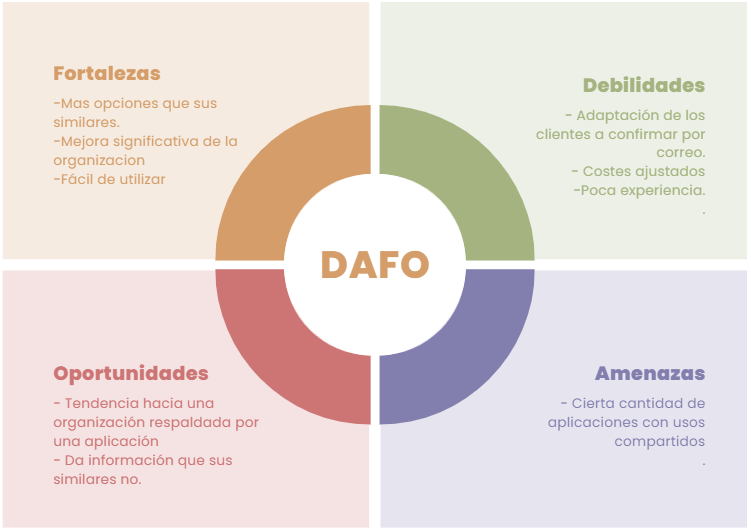 Fortalezas
-Mas opciones que sus
similares.
-Mejora significativa de la
organizacion
-Fácil de utilizar
Debilidades
- Adaptación de los
clientes a confirmar por
correo.
- Costes ajustados
-Poca experiencia.
.
DAFO
Oportunidades
- Tendencia hacia una
organización respaldada por
una aplicación
- Da información que sus
similares no.
Amenazas
- Cierta cantidad de
aplicaciones con usos
compartidos
.